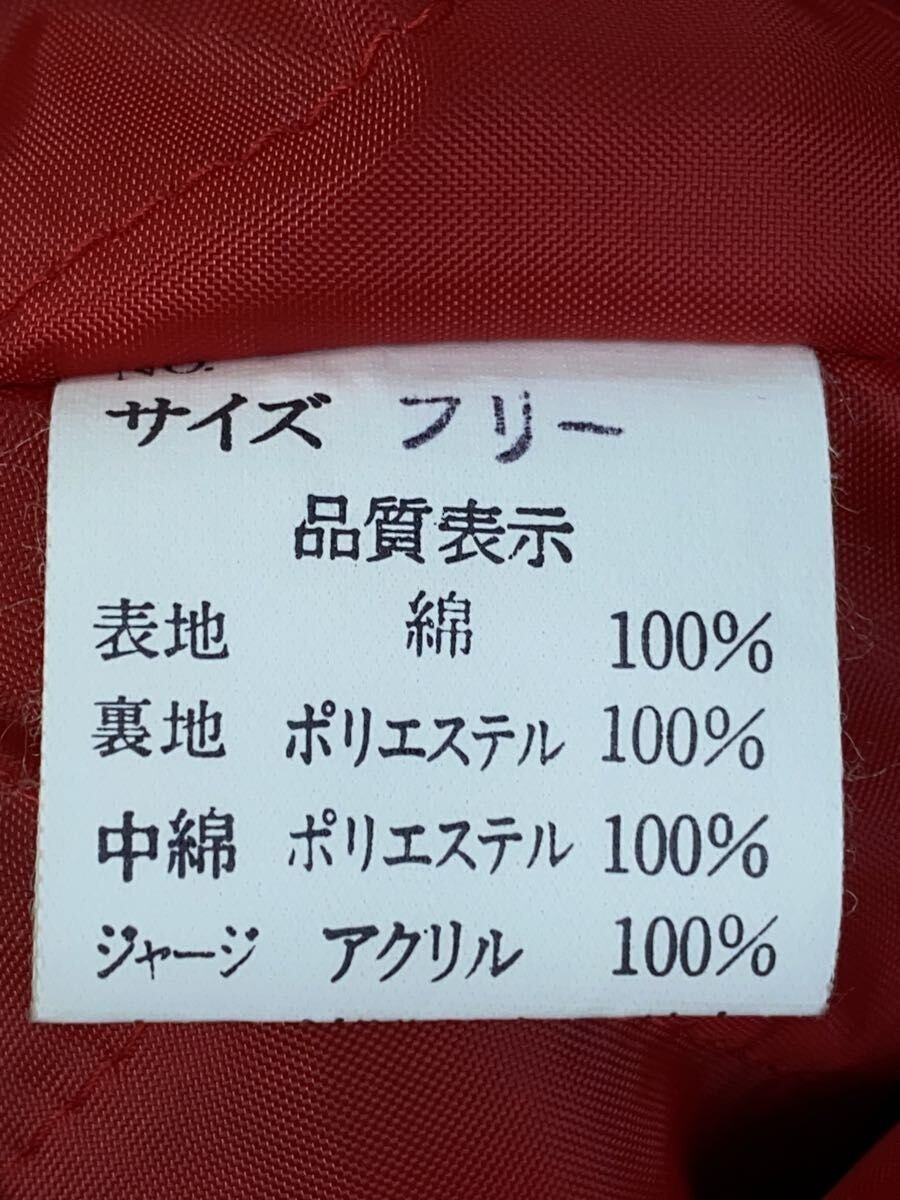 NO.
サイズ フリー
品質表示
表地 綿 100%
裏地 ポリエステル 100%
中綿 ポリエステル 100%
ジャージ アクリル 100%